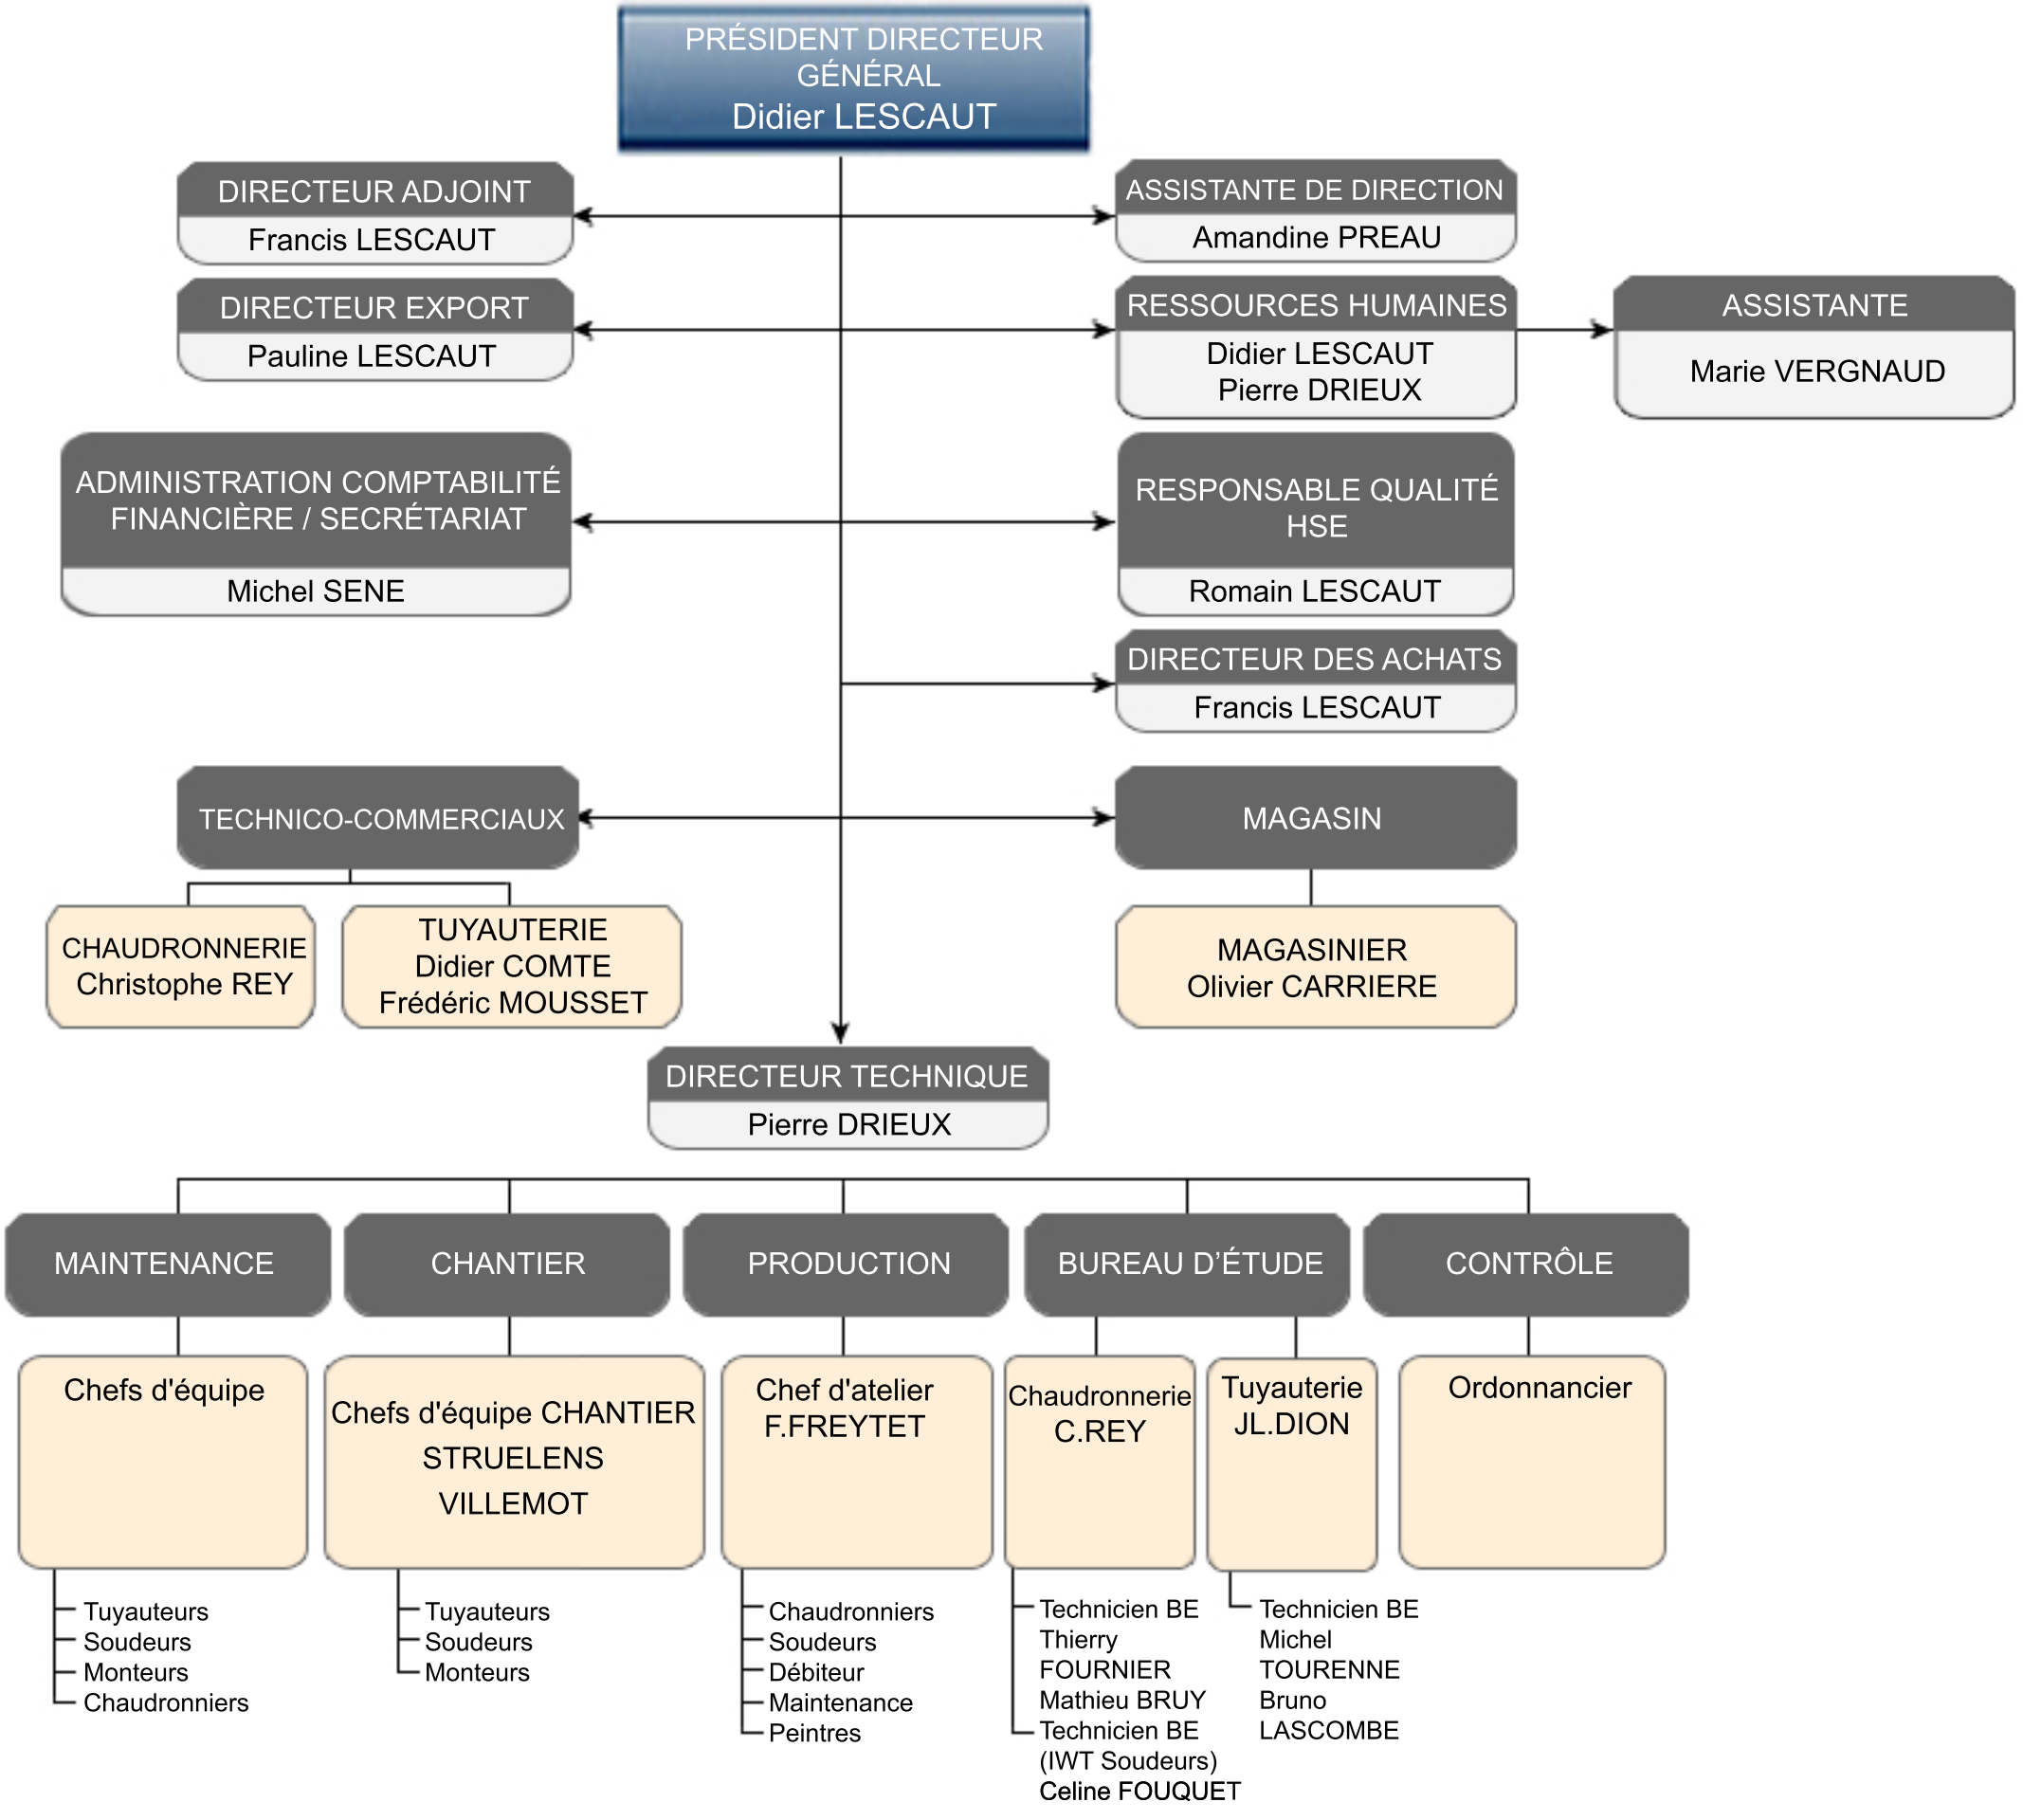 PRÉSIDENT DIRECTEUR
GÉNÉRAL
Didier LESCAUT
DIRECTEUR ADJOINT
Francis LESCAUT
ASSISTANTE DE DIRECTION
Amandine PREAU
DIRECTEUR EXPORT
Pauline LESCAUT
RESSOURCES HUMAINES
Didier LESCAUT
Pierre DRIEUX
ASSISTANTE
Marie VERGNAUD
ADMINISTRATION COMPTABILITÉ
FINANCIÈRE / SECRÉTARIAT
Michel SENE
RESPONSABLE QUALITÉ
HSE
Romain LESCAUT
DIRECTEUR DES ACHATS
Francis LESCAUT
TECHNICO-COMMERCIAUX
MAGASIN
CHAUDRONNERIE
Christophe REY
TUYAUTERIE
Didier COMTE
Frédéric MOUSSET
MAGASINIER
Olivier CARRIERE
DIRECTEUR TECHNIQUE
Pierre DRIEUX
MAINTENANCE
CHANTIER
PRODUCTION
BUREAU D’ÉTUDE
CONTRÔLE
Chefs d'équipe
Chefs d'équipe CHANTIER
STRUELENS
VILLEMOT
Chef d'atelier
F.FREYTET
Chaudronnerie
C.REY
Tuyauterie
JL.DION
Ordonnancier
Tuyauteurs
Soudeurs
Monteurs
Chaudronniers
Tuyauteurs
Soudeurs
Monteurs
Chaudronniers
Soudeurs
Débiteur
Maintenance
Peintres
Technicien BE
Thierry
FOURNIER
Mathieu BRUY
Technicien BE
(IWT Soudeurs)
Celine FOUQUET
Technicien BE
Michel
TOURENNE
Bruno
LASCOMBE